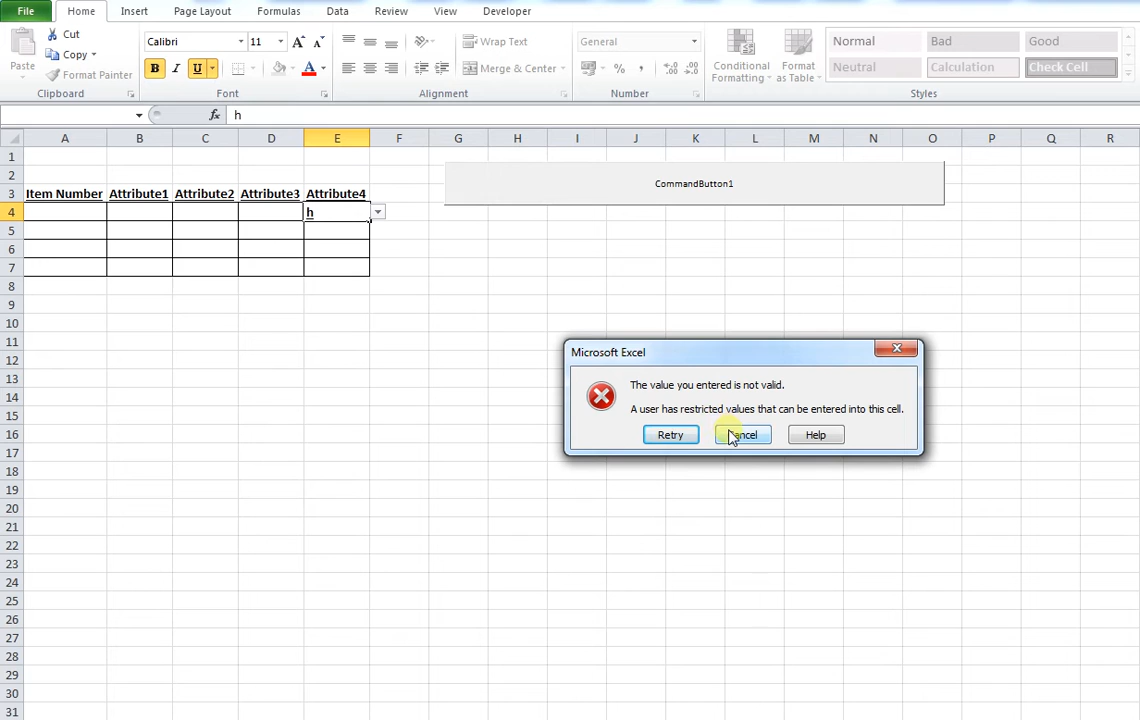 File Home Insert Page Layout Formulas Data Review View Developer
Paste
Cut
Copy
Format Painter
Clipboard
Calibri 11 A A
B I U A
Font
Wrap Text
Merge & Center
Alignment
General
% , .0 .00
Number
Conditional Formatting
Format as Table
Normal Bad Good
Neutral Calculation Check Cell
Styles
fx h
A B C D E F G H I J K L M N O P Q R
1
2
CommandButton1
3 Item Number Attribute1 Attribute2 Attribute3 Attribute4
4 h
5
6
7
8
9
10
11
12
13
14
15
16
17
18
19
20
21
22
23
24
25
26
27
28
29
30
31
Microsoft Excel
The value you entered is not valid.
A user has restricted values that can be entered into this cell.
Retry Cancel Help